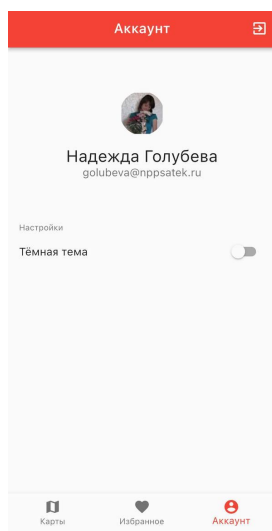 Аккаунт
Надежда Голубева
golubeva@nppsatek.ru
Настройки
Тёмная тема
Карты
Избранное
Аккаунт